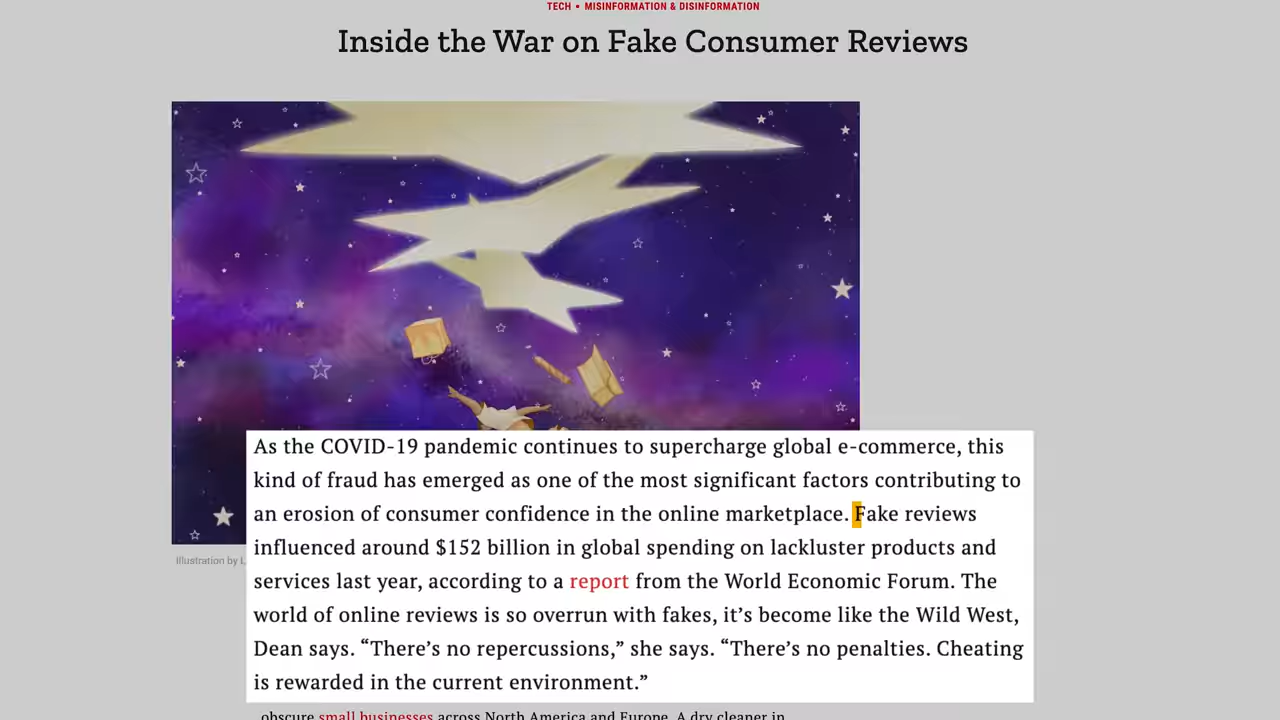 TECH • MISINFORMATION & DISINFORMATION
Inside the War on Fake Consumer Reviews
As the COVID-19 pandemic continues to supercharge global e-commerce, this
kind of fraud has emerged as one of the most significant factors contributing to
an erosion of consumer confidence in the online marketplace. Fake reviews
influenced around $152 billion in global spending on lackluster products and
Illustration by
services last year, according to a report from the World Economic Forum. The
world of online reviews is so overrun with fakes, it’s become like the Wild West,
Dean says. “There’s no repercussions,” she says. “There’s no penalties. Cheating
is rewarded in the current environment.”
obscure small businesses across North America and Europe. A dry cleaner in